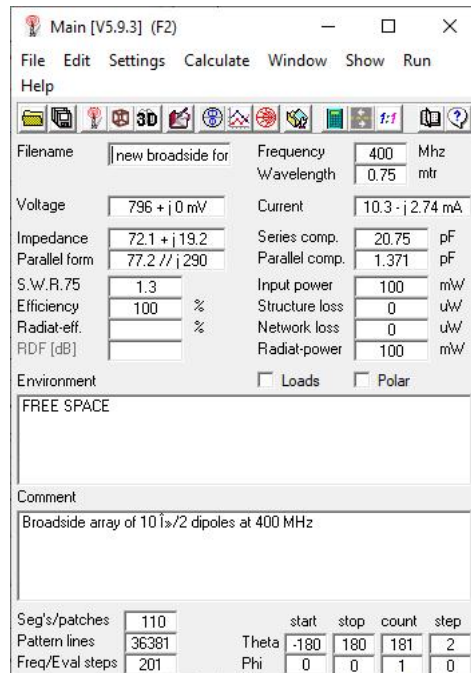 Main [V5.9.3] (F2)
File Edit Settings Calculate Window Show Run
Help
3D 1:1
Filename new broadside for Frequency 400 Mhz
Wavelength 0.75 mtr
Voltage 796 + j 0 mV Current 10.3 - j 2.74 mA
Impedance 72.1 + j 19.2 Series comp. 20.75 pF
Parallel form 77.2 // j 290 Parallel comp. 1.371 pF
S.W.R.75 1.3 Input power 100 mW
Efficiency 100 % Structure loss 0 uW
Radiat-eff. % Network loss 0 uW
RDF [dB] Radiat-power 100 mW
Environment Loads Polar
FREE SPACE
Comment
Broadside array of 10 λ/2 dipoles at 400 MHz
Seg's/patches 110 start stop count step
Pattern lines 36381 Theta -180 180 181 2
Freq/Eval steps 201 Phi 0 0 1 0